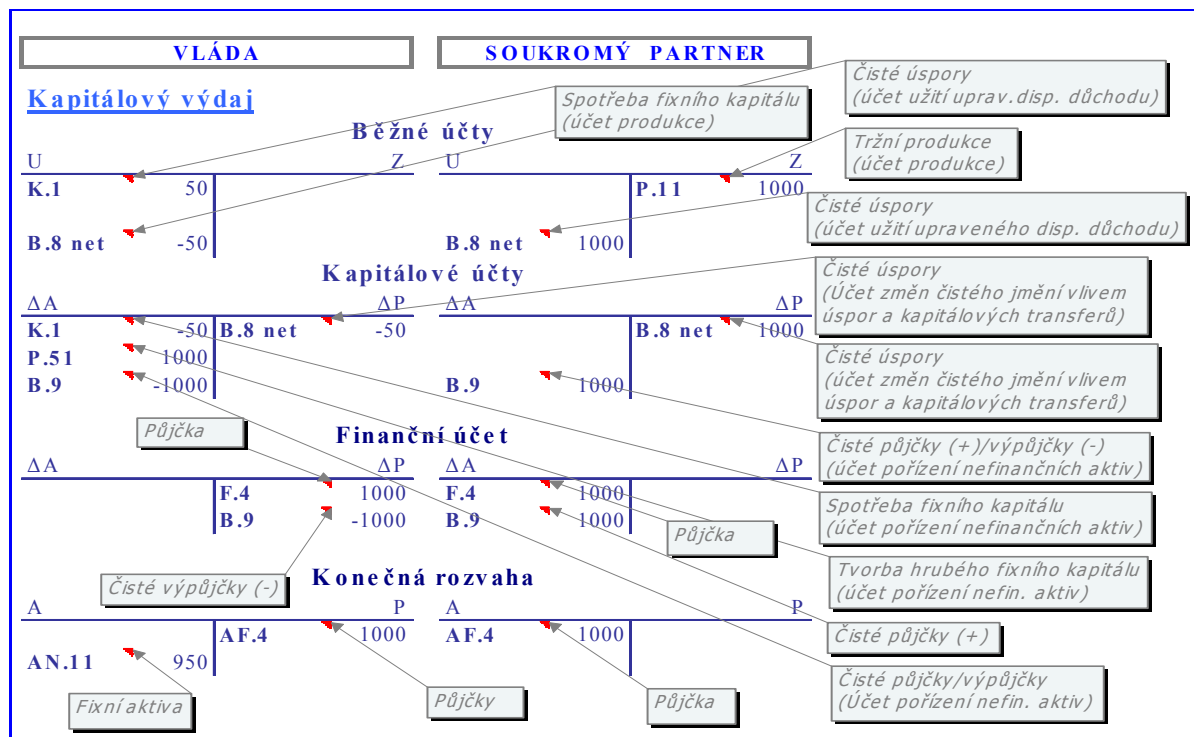 VLÁDA
SOUKROMÝ PARTNER
Kapitálový výdaj
Spotřeba fixního kapitálu
(účet produkce)
Čisté úspory
(účet užití uprav.disp. důchodu)
Běžné účty
Tržní produkce
(účet produkce)
U Z U Z
K.1 50 P.11 1000
B.8 net -50 B.8 net 1000
Čisté úspory
(účet užití upraveného disp. důchodu)
Kapitálové účty
Čisté úspory
(Účet změn čistého jmění vlivem
úspor a kapitálových transferů)
ΔA ΔP ΔA ΔP
K.1 -50 B.8 net -50 B.8 net 1000
P.51 1000
B.9 -1000 B.9 1000
Čisté úspory
(účet změn čistého jmění vlivem
úspor a kapitálových transferů)
Půjčka
Finanční účet
Čisté půjčky (+)/výpůjčky (-)
(účet pořízení nefinančních aktiv)
ΔA ΔP ΔA ΔP
F.4 1000 F.4 1000
B.9 -1000 B.9 1000
Spotřeba fixního kapitálu
(účet pořízení nefinančních aktiv)
Půjčka
Čisté výpůjčky (-)
Konečná rozvaha
Tvorba hrubého fixního kapitálu
(účet pořízení nefin. aktiv)
A P A P
AF.4 1000 AF.4 1000
AN.11 950
Čisté půjčky (+)
Fixní aktiva
Půjčky
Půjčka
Čisté půjčky/výpůjčky
(Účet pořízení nefin. aktiv)